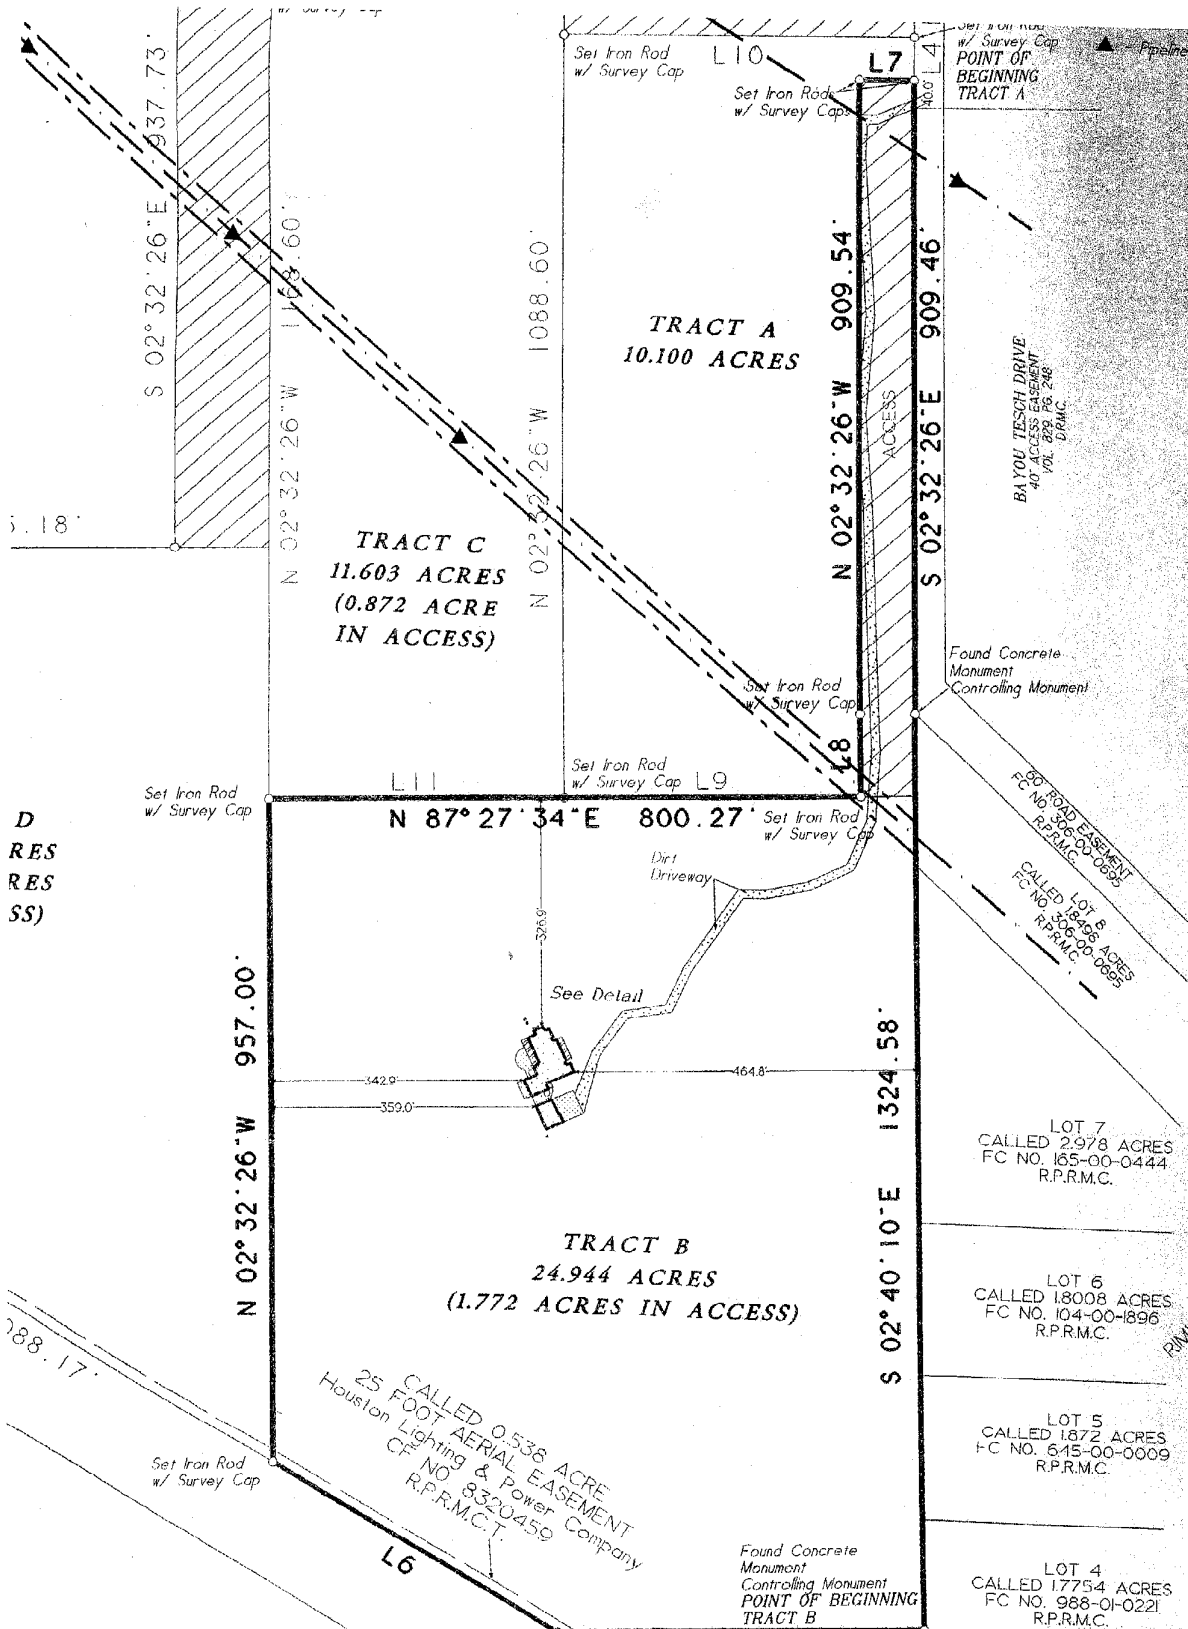 w/ Survey Cap
Set Iron Rod
w/ Survey Cap
L10
L7
L4
Set Iron Rod
w/ Survey Cap
POINT OF
BEGINNING
TRACT A
Pipeline
Set Iron Rods
w/ Survey Caps
40.0'
S 02°32'26"E 937.73'
N 02°32'26"W 1168.60'
N 02°32'26"W 1088.60'
TRACT A
10.100 ACRES
N 02°32'26"W 909.54'
ACCESS
S 02°32'26"E 909.46'
BAYOU TESCH DRIVE
40' ACCESS EASEMENT
VOL. 829, PG. 248
D.R.M.C.
5.18'
TRACT C
11.603 ACRES
(0.872 ACRE
IN ACCESS)
Found Concrete
Monument
Controlling Monument
Set Iron Rod
w/ Survey Cap
L8
Set Iron Rod
w/ Survey Cap
L11
Set Iron Rod
w/ Survey Cap
L9
N 87°27'34"E 800.27'
Set Iron Rod
w/ Survey Cap
D
RES
RES
SS)
60' ROAD EASEMENT
FC NO. 306-00-0695
R.P.R.M.C.
LOT 8
CALLED 1.8498 ACRES
FC NO. 306-00-0695
R.P.R.M.C.
Dirt
Driveway
326.9'
See Detail
342.9'
464.8'
359.0'
N 02°32'26"W 957.00'
S 02°40'10"E 1324.58'
LOT 7
CALLED 2.978 ACRES
FC NO. 165-00-0444
R.P.R.M.C.
TRACT B
24.944 ACRES
(1.772 ACRES IN ACCESS)
LOT 6
CALLED 1.8008 ACRES
FC NO. 104-00-1896
R.P.R.M.C.
088.17'
CALLED 0.538 ACRE
25 FOOT AERIAL EASEMENT
Houston Lighting & Power Company
CF NO 8320459
R.P.R.M.C.T.
LOT 5
CALLED 1.872 ACRES
FC NO. 645-00-0009
R.P.R.M.C.
Set Iron Rod
w/ Survey Cap
L6
Found Concrete
Monument
Controlling Monument
POINT OF BEGINNING
TRACT B
LOT 4
CALLED 1.7754 ACRES
FC NO. 988-01-0221
R.P.R.M.C.